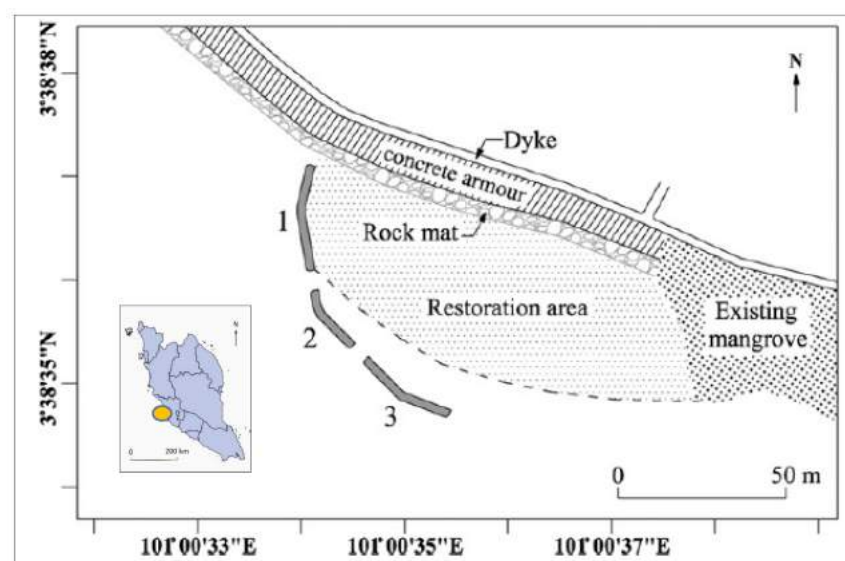 3°38'38"N
N
Dyke
concrete armour
1
Rock mat
Restoration area
Existing
mangrove
2
3°38'35"N
3
N
0 200 km
0 50 m
101°00'33"E 101°00'35"E 101°00'37"E